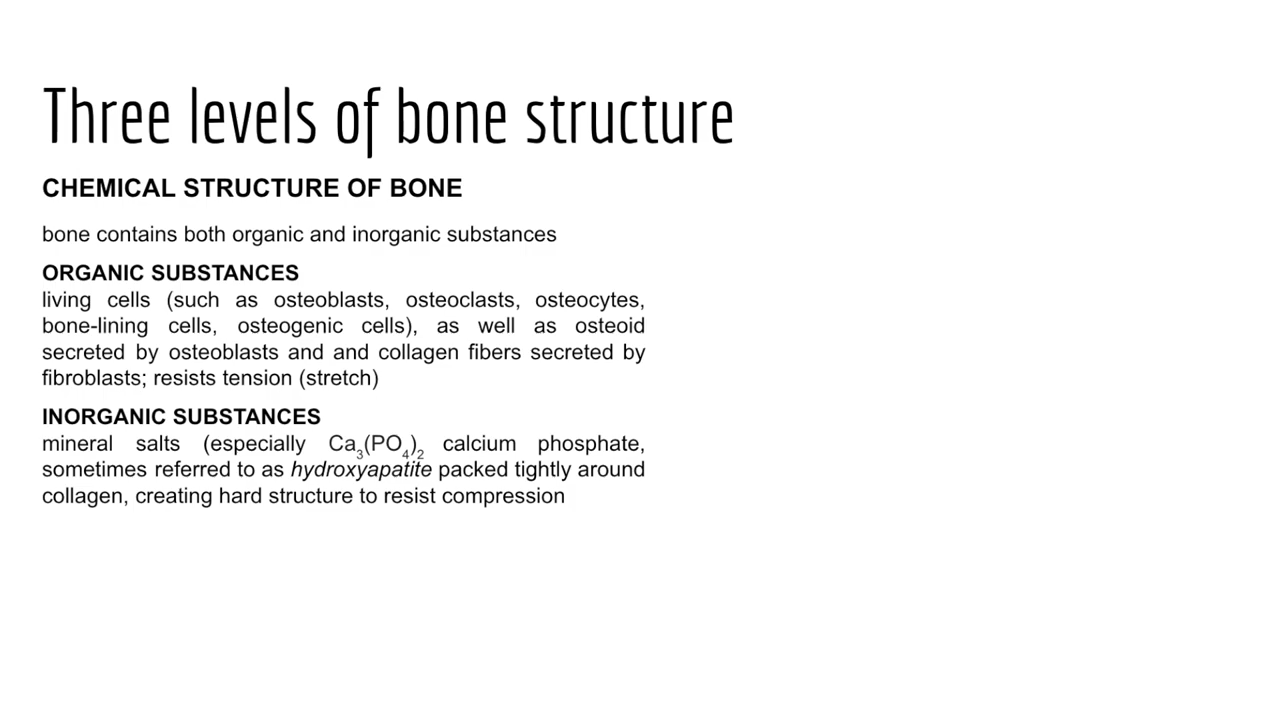 Three levels of bone structure
CHEMICAL STRUCTURE OF BONE
bone contains both organic and inorganic substances
ORGANIC SUBSTANCES
living cells (such as osteoblasts, osteoclasts, osteocytes,
bone-lining cells, osteogenic cells), as well as osteoid
secreted by osteoblasts and and collagen fibers secreted by
fibroblasts; resists tension (stretch)
INORGANIC SUBSTANCES
mineral salts (especially Ca₃(PO₄)₂ calcium phosphate,
sometimes referred to as hydroxyapatite packed tightly around
collagen, creating hard structure to resist compression